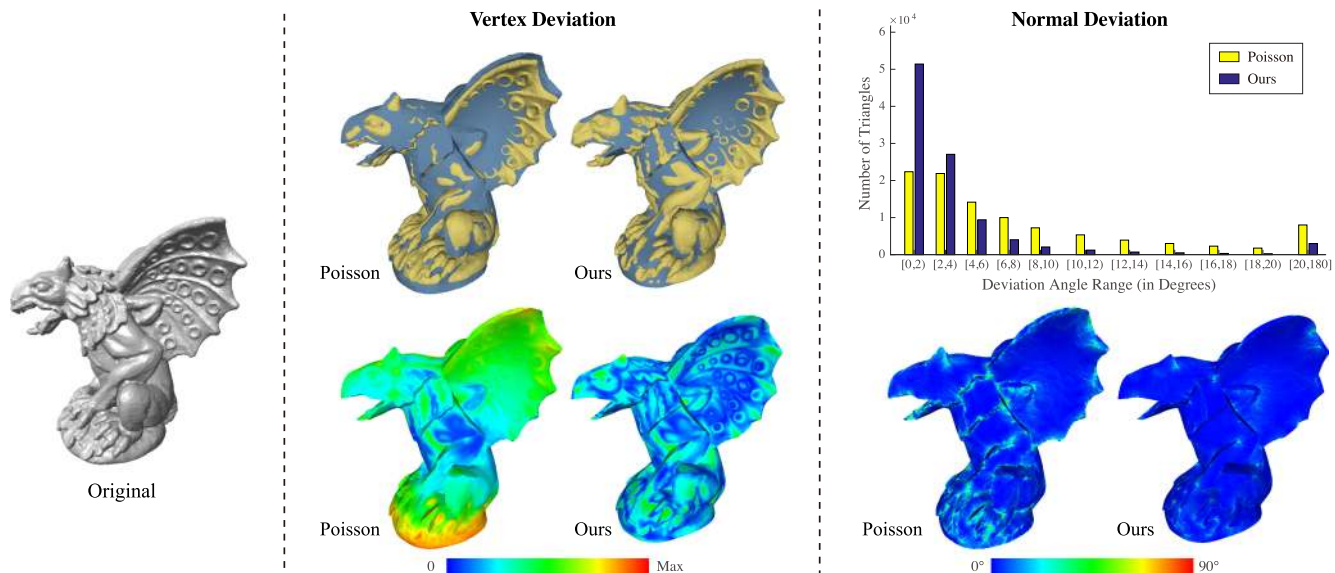 Original
Vertex Deviation
Poisson
Ours
Poisson
Ours
0
Max
Normal Deviation
×10⁴
6
5
4
3
2
1
0
Number of Triangles
Poisson
Ours
[0,2) [2,4) [4,6) [6,8) [8,10) [10,12) [12,14) [14,16) [16,18) [18,20) [20,180]
Deviation Angle Range (in Degrees)
Poisson
Ours
0°
90°